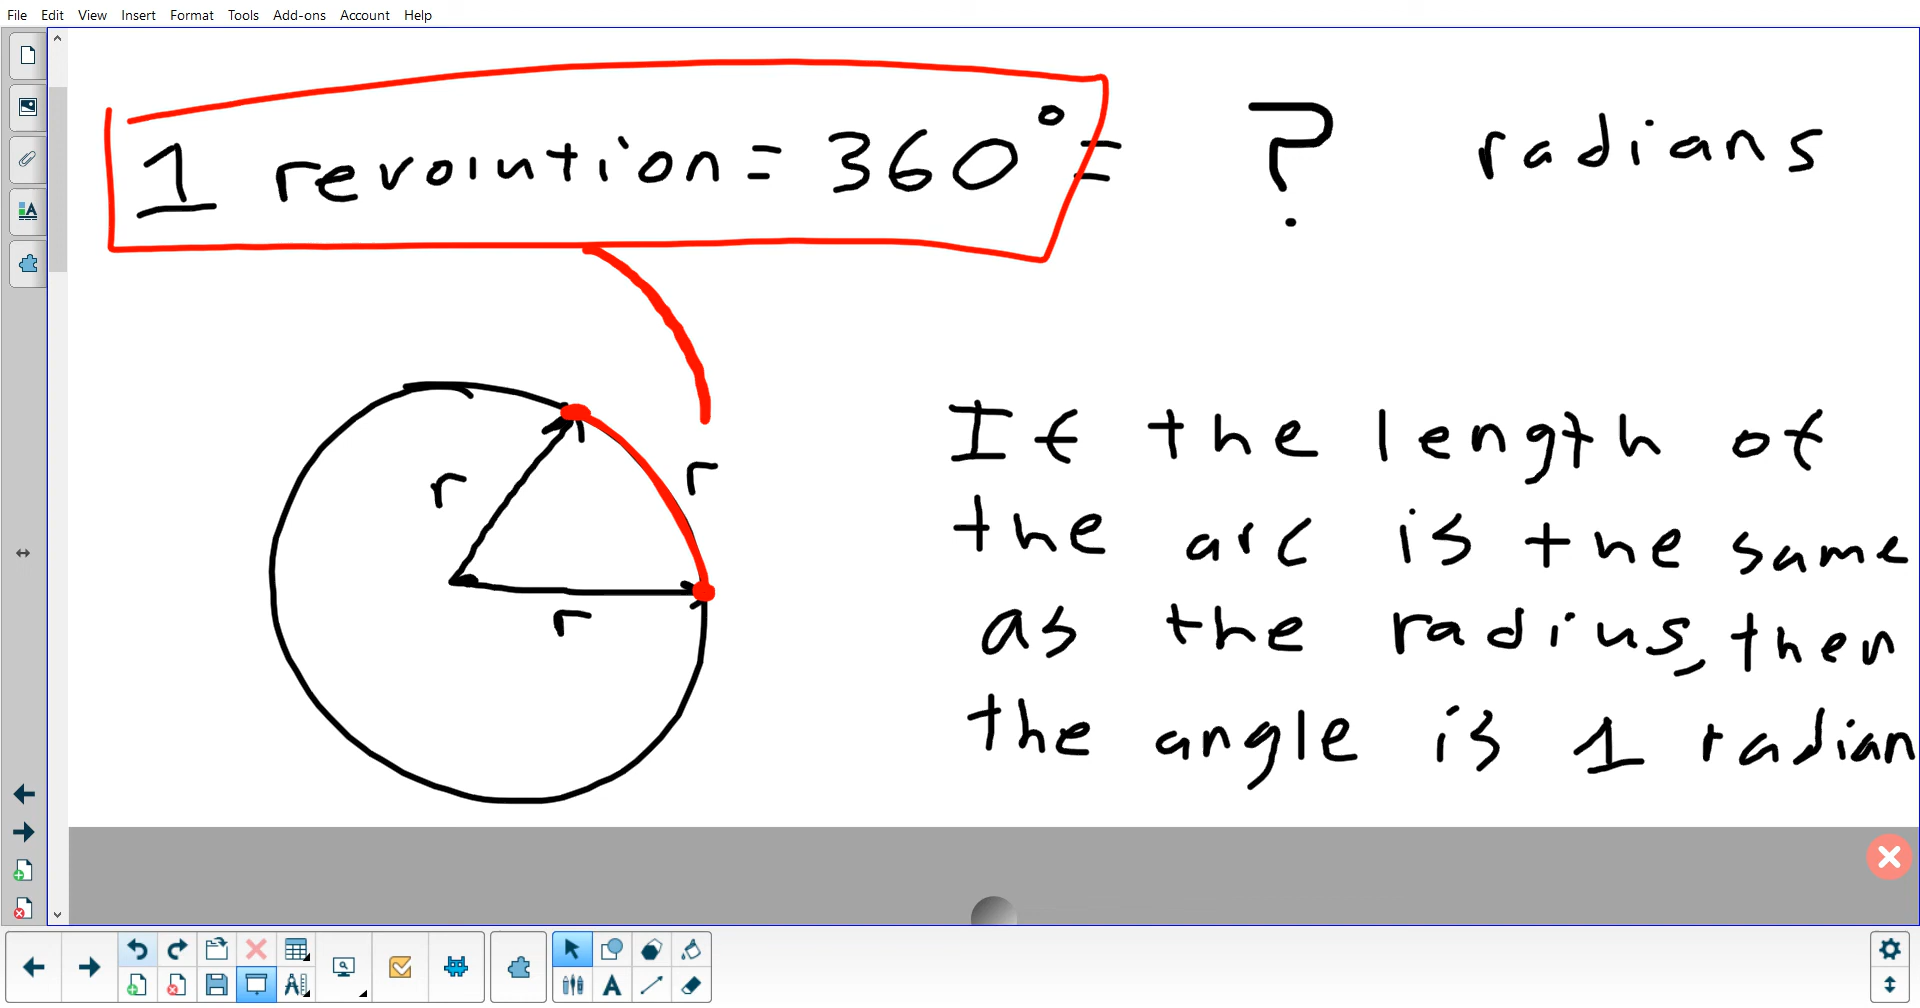 File Edit View Insert Format Tools Add-ons Account Help
1 revolution = 360° = ? radians
r
r
r
If the length of
the arc is the same
as the radius, then
the angle is 1 radian